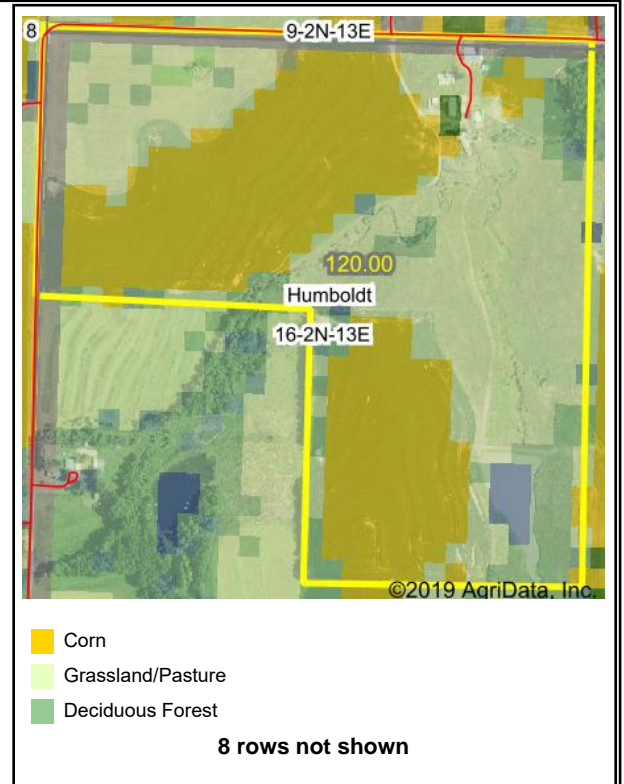 8
9-2N-13E
120.00
Humboldt
16-2N-13E
©2019 AgriData, Inc.
Corn
Grassland/Pasture
Deciduous Forest
8 rows not shown